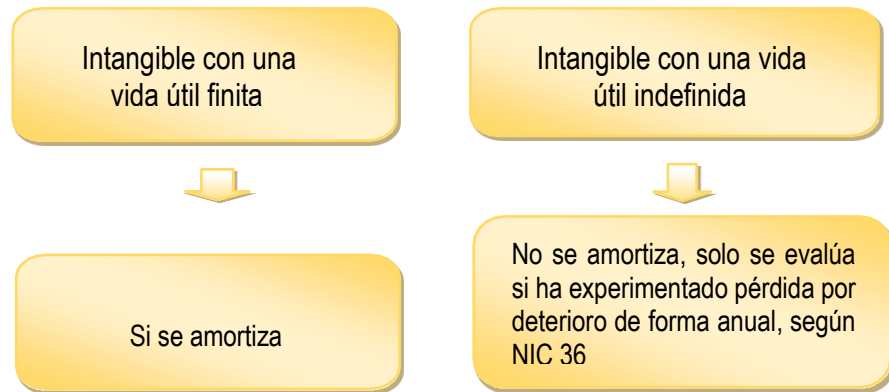 Intangible con una
vida útil finita
Intangible con una vida
útil indefinida
Si se amortiza
No se amortiza, solo se evalúa
si ha experimentado pérdida por
deterioro de forma anual, según
NIC 36